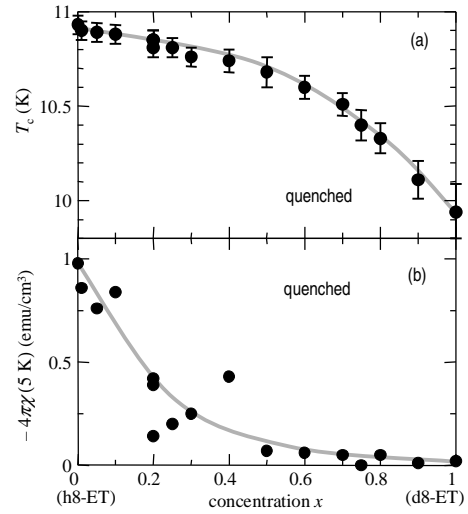 11
(a)
T_c (K)
10.5
quenched
10
(b)
1
quenched
− 4πχ (5 K) (emu/cm³)
0.5
0
0 0.2 0.4 0.6 0.8 1
(h8-ET) concentration x (d8-ET)